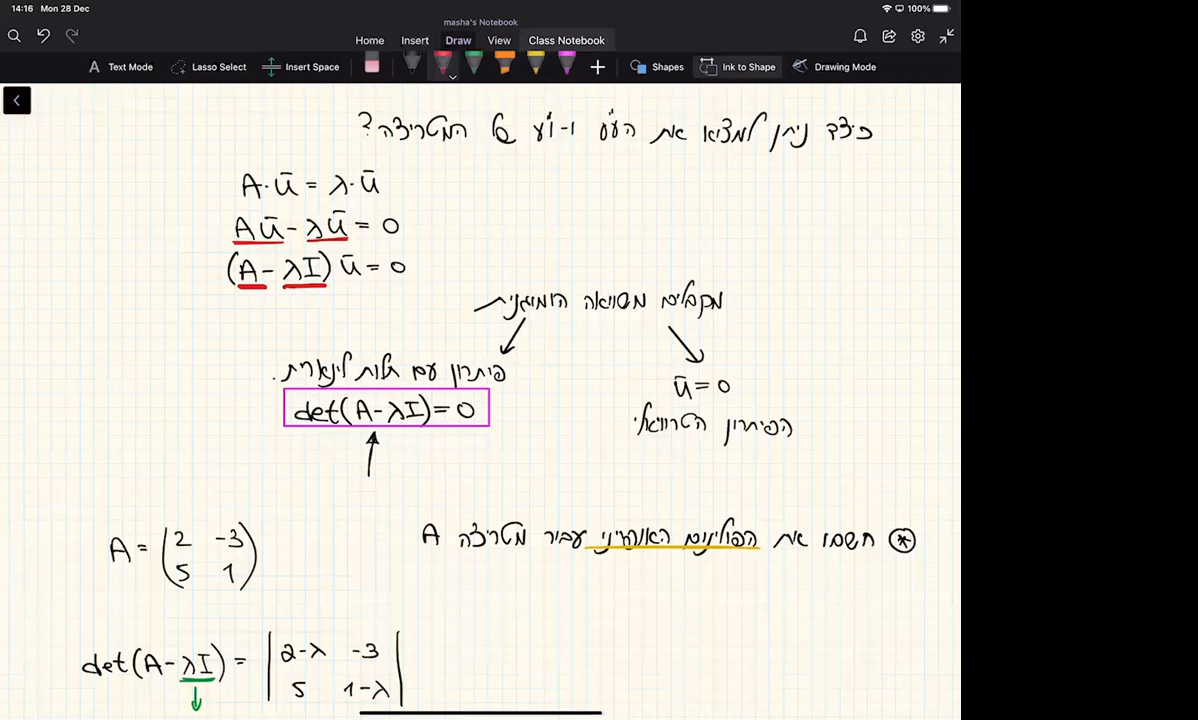 14:16 Mon 28 Dec
100%
masha's Notebook
Home Insert Draw View Class Notebook
Text Mode Lasso Select Insert Space Shapes Ink to Shape Drawing Mode
כיצד ניתן למצוא את הע"ע ו-ו"ע של המטריצה?
A·ū = λ·ū
Aū - λū = 0
(A - λI) ū = 0
מקבלים משוואה הומוגנית
פיתרון עם תלות לינארית.
det(A-λI)=0
ū=0
הפיתרון הטרוויאלי
⊛ חשבו את הפולינום האופייני עבור מטריצה A
A = (2 -3
5 1)
det(A-λI) = |2-λ -3
5 1-λ|